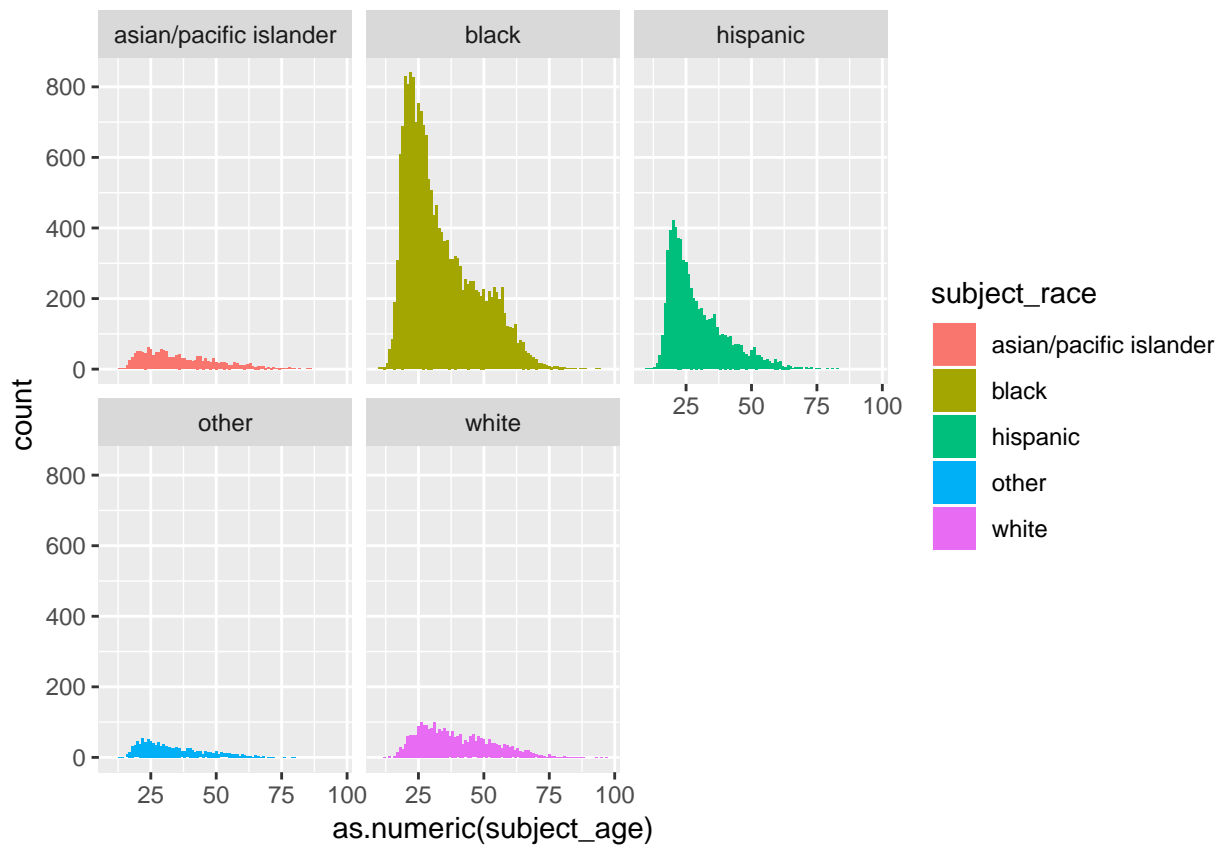 asian/pacific islander
black
hispanic
800
600
400
200
0
25
50
75
100
other
white
800
600
400
200
0
25
50
75
100
25
50
75
100
count
as.numeric(subject_age)
subject_race
asian/pacific islander
black
hispanic
other
white